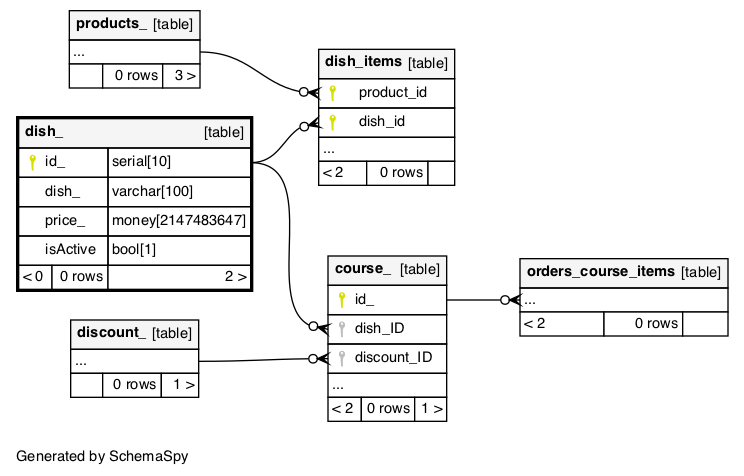 products_ [table]
...
0 rows 3 >
dish_items [table]
product_id
dish_id
...
< 2 0 rows
dish_ [table]
id_ serial[10]
dish_ varchar[100]
price_ money[2147483647]
isActive bool[1]
< 0 0 rows 2 >
course_ [table]
id_
dish_ID
discount_ID
...
< 2 0 rows 1 >
orders_course_items [table]
...
< 2 0 rows
discount_ [table]
...
0 rows 1 >
Generated by SchemaSpy